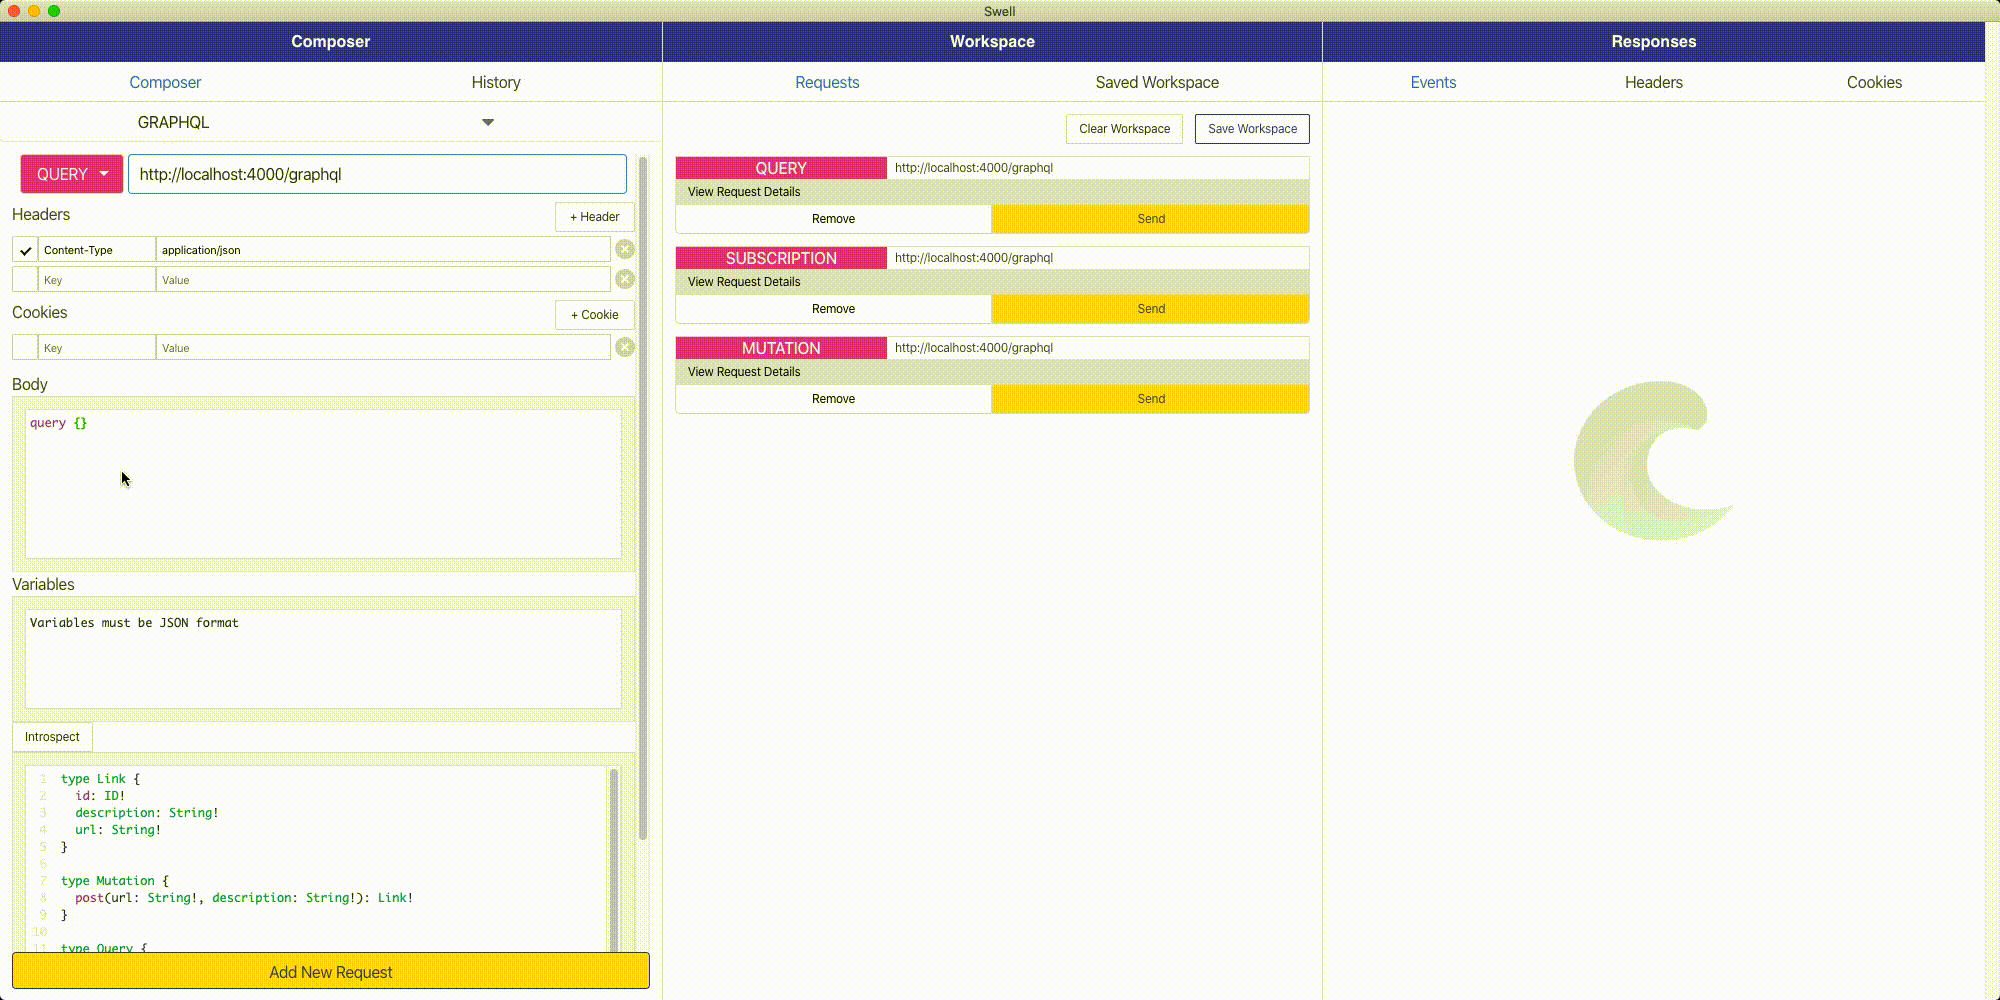 Swell
Composer
Workspace
Responses
Composer
History
Requests
Saved Workspace
Events
Headers
Cookies
GRAPHQL
QUERY
http://localhost:4000/graphql
Headers
+ Header
Content-Type
application/json
Key
Value
Cookies
+ Cookie
Key
Value
Body
query {}
Variables
Variables must be JSON format
Introspect
1 type Link {
2 id: ID!
3 description: String!
4 url: String!
5 }
6
7 type Mutation {
8 post(url: String!, description: String!): Link!
9 }
10
11 type Query {
Add New Request
Clear Workspace
Save Workspace
QUERY
http://localhost:4000/graphql
View Request Details
Remove
Send
SUBSCRIPTION
http://localhost:4000/graphql
View Request Details
Remove
Send
MUTATION
http://localhost:4000/graphql
View Request Details
Remove
Send